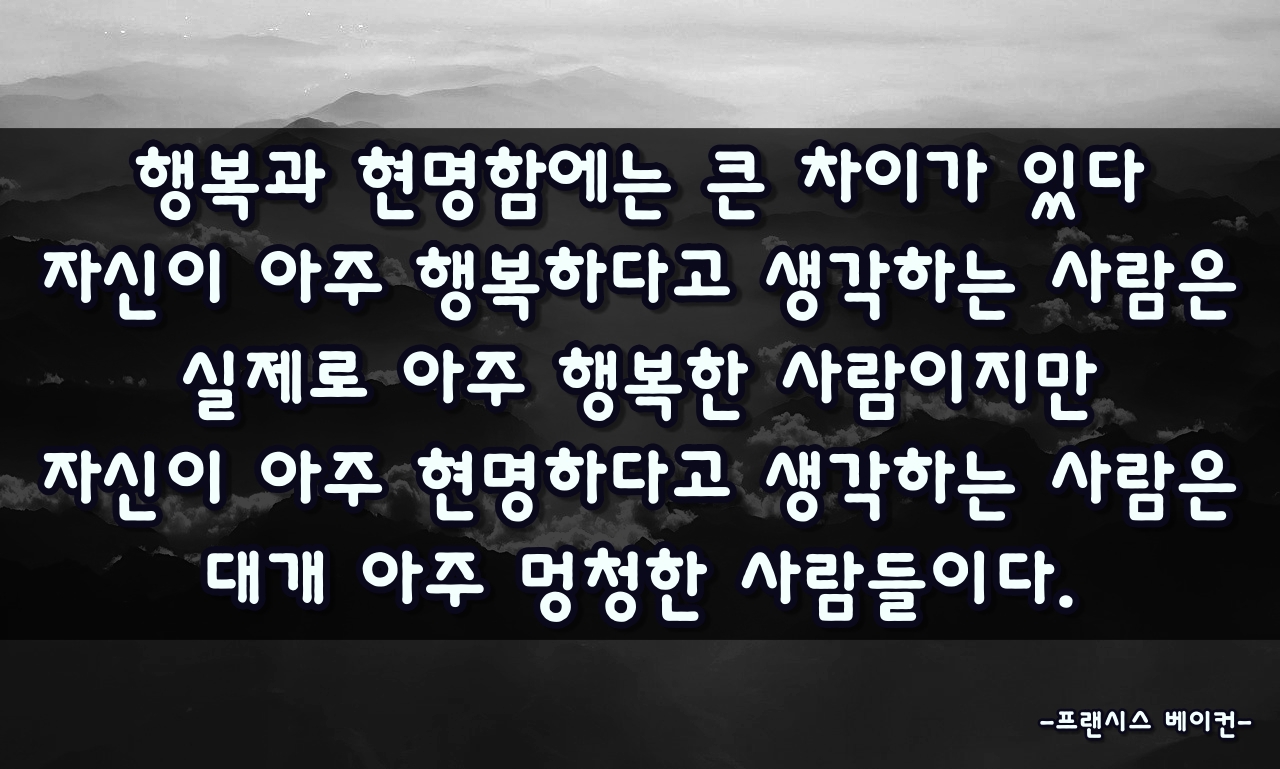 행복과 현명함에는 큰 차이가 있다
자신이 아주 행복하다고 생각하는 사람은
실제로 아주 행복한 사람이지만
자신이 아주 현명하다고 생각하는 사람은
대개 아주 멍청한 사람들이다.
-프랜시스 베이컨-